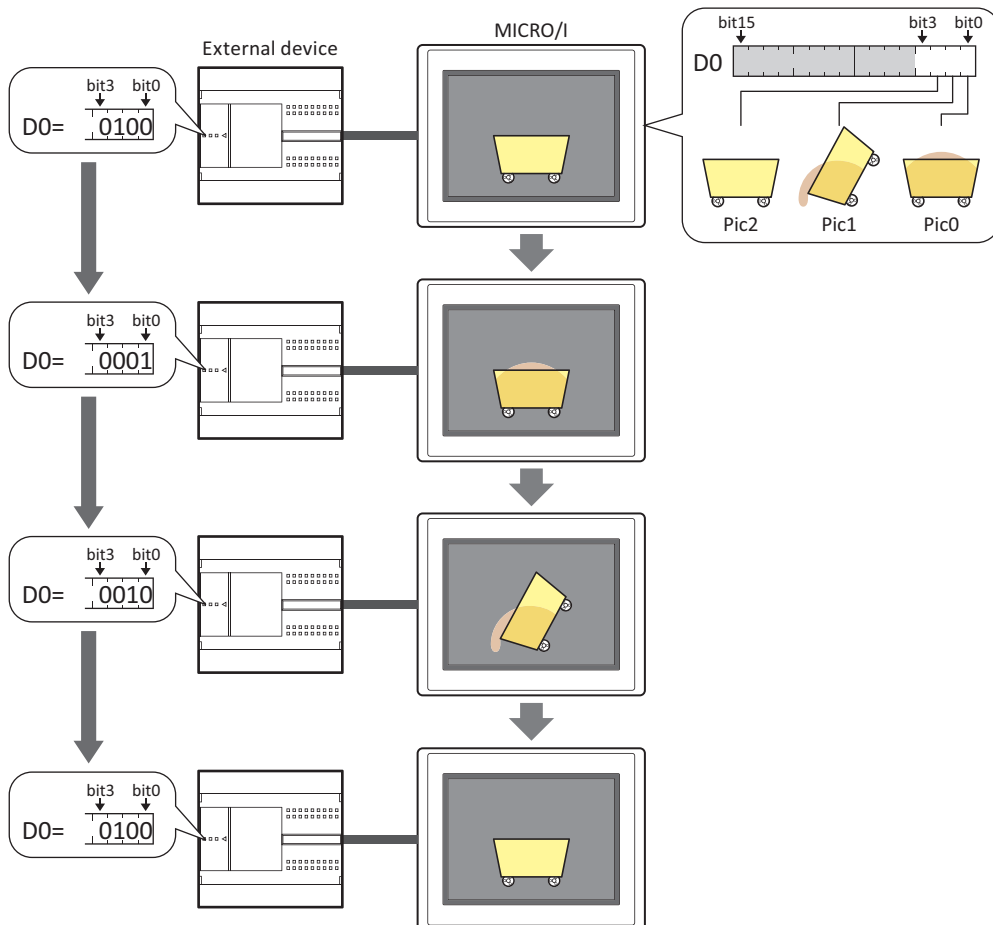 External device
MICRO/I
bit3 bit0
D0= 0100
bit15 bit3 bit0
D0
Pic2 Pic1 Pic0
bit3 bit0
D0= 0001
bit3 bit0
D0= 0010
bit3 bit0
D0= 0100